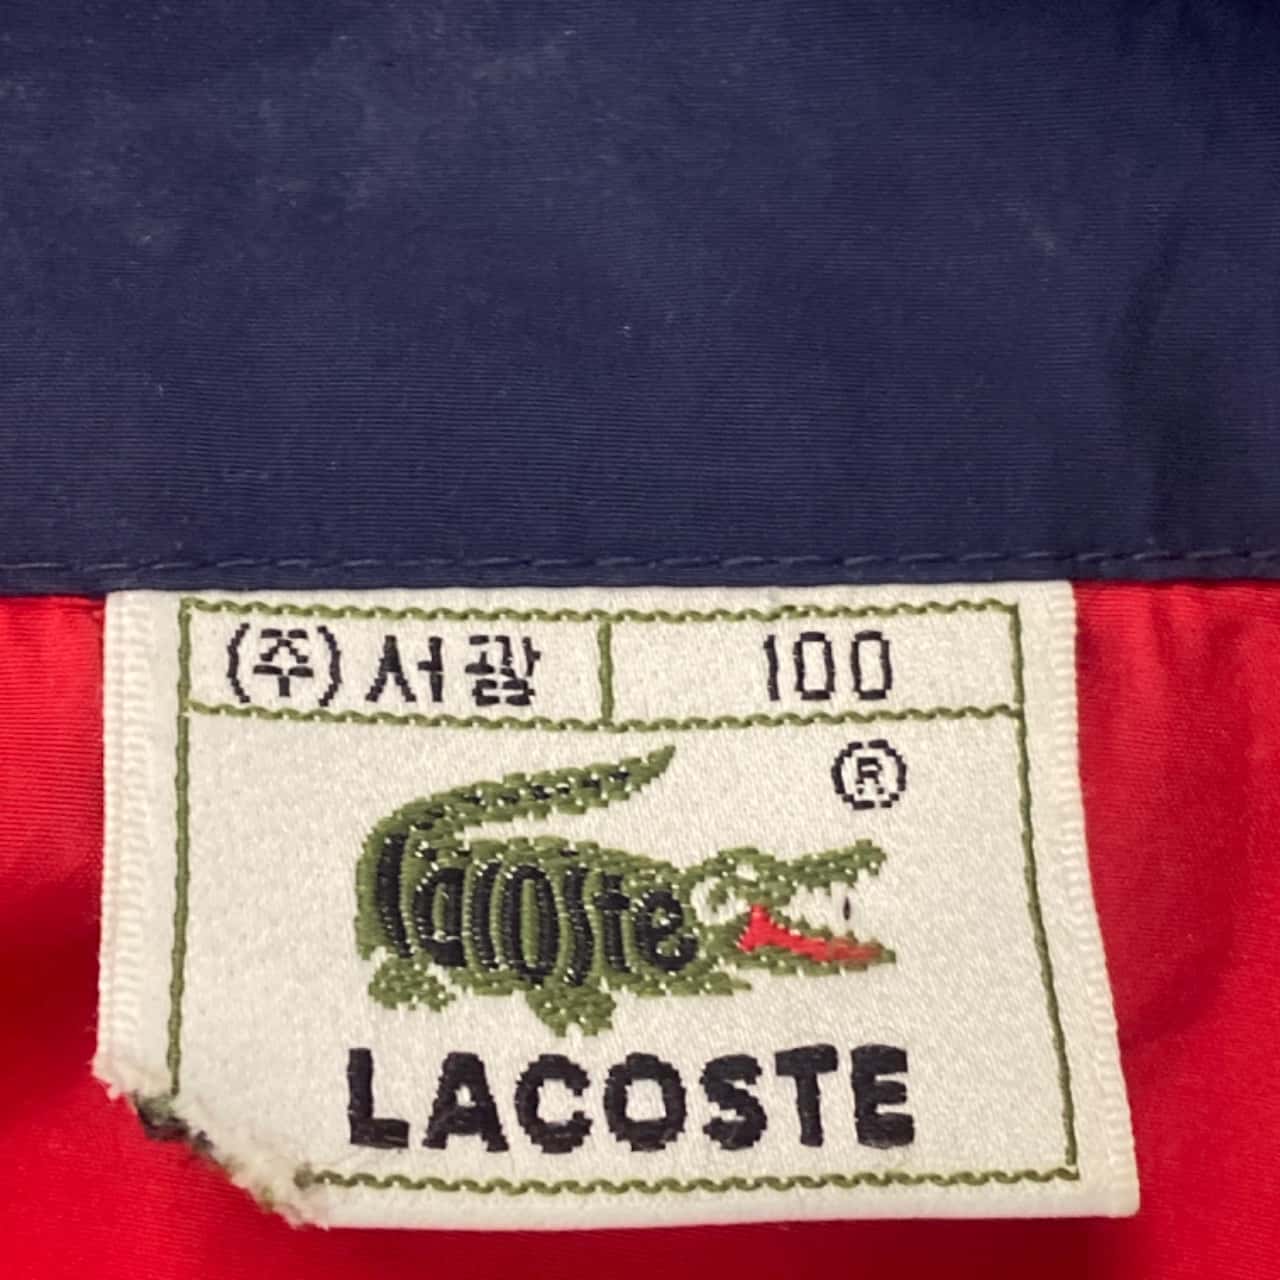 (주)서광 100
®
lacoste
LACOSTE